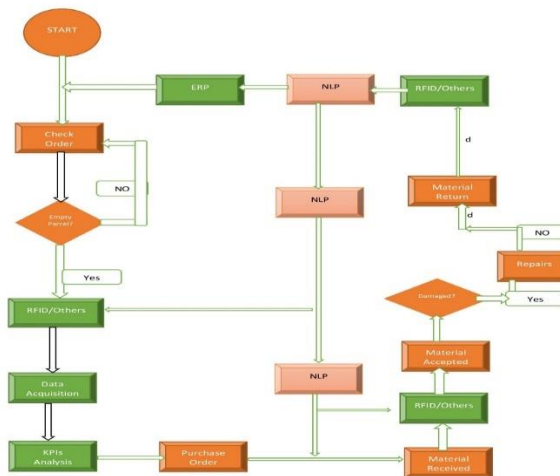 START
ERP
NLP
RFID/Others
Check
Order
d
NO
NLP
Material
Return
d
Empty
Parcel?
NO
Repairs
Yes
Damaged?
Yes
RFID/Others
Material
Accepted
NLP
Data
Acquisition
RFID/Others
KPIs
Analysis
Purchase
Order
Material
Received